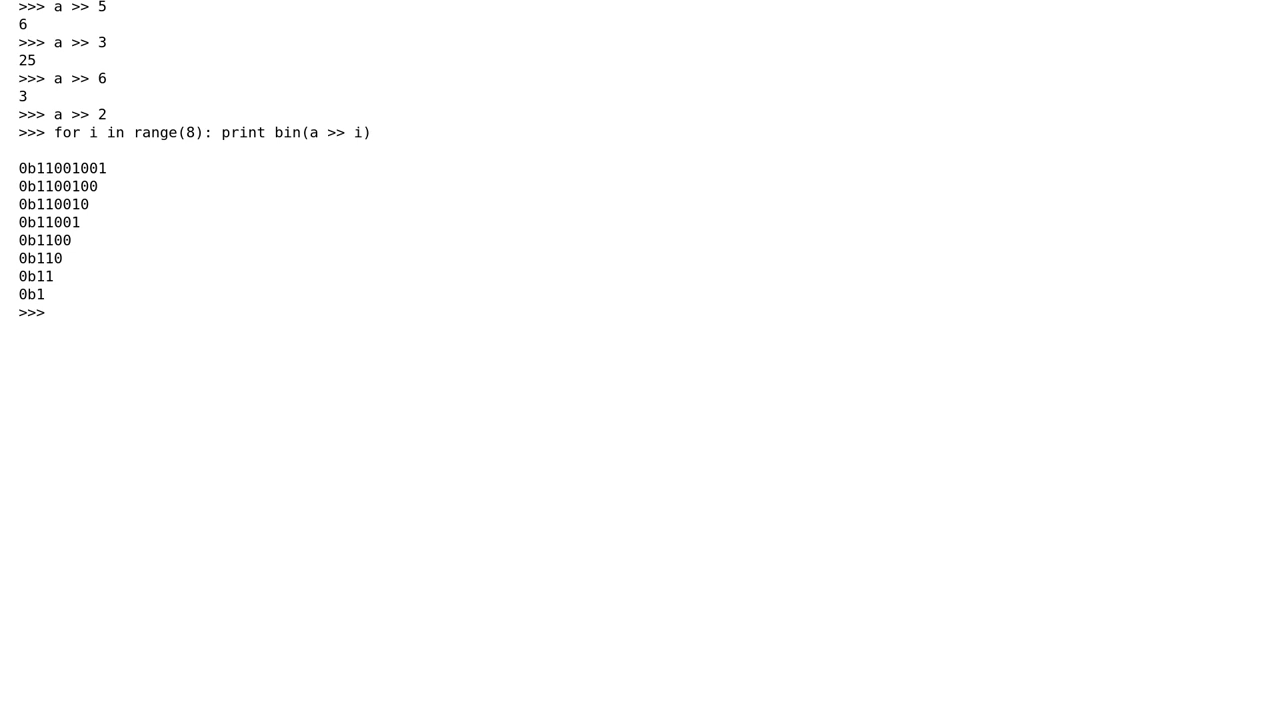 >>> a >> 5
6
>>> a >> 3
25
>>> a >> 6
3
>>> a >> 2
>>> for i in range(8): print bin(a >> i)
0b11001001
0b1100100
0b110010
0b11001
0b1100
0b110
0b11
0b1
>>>